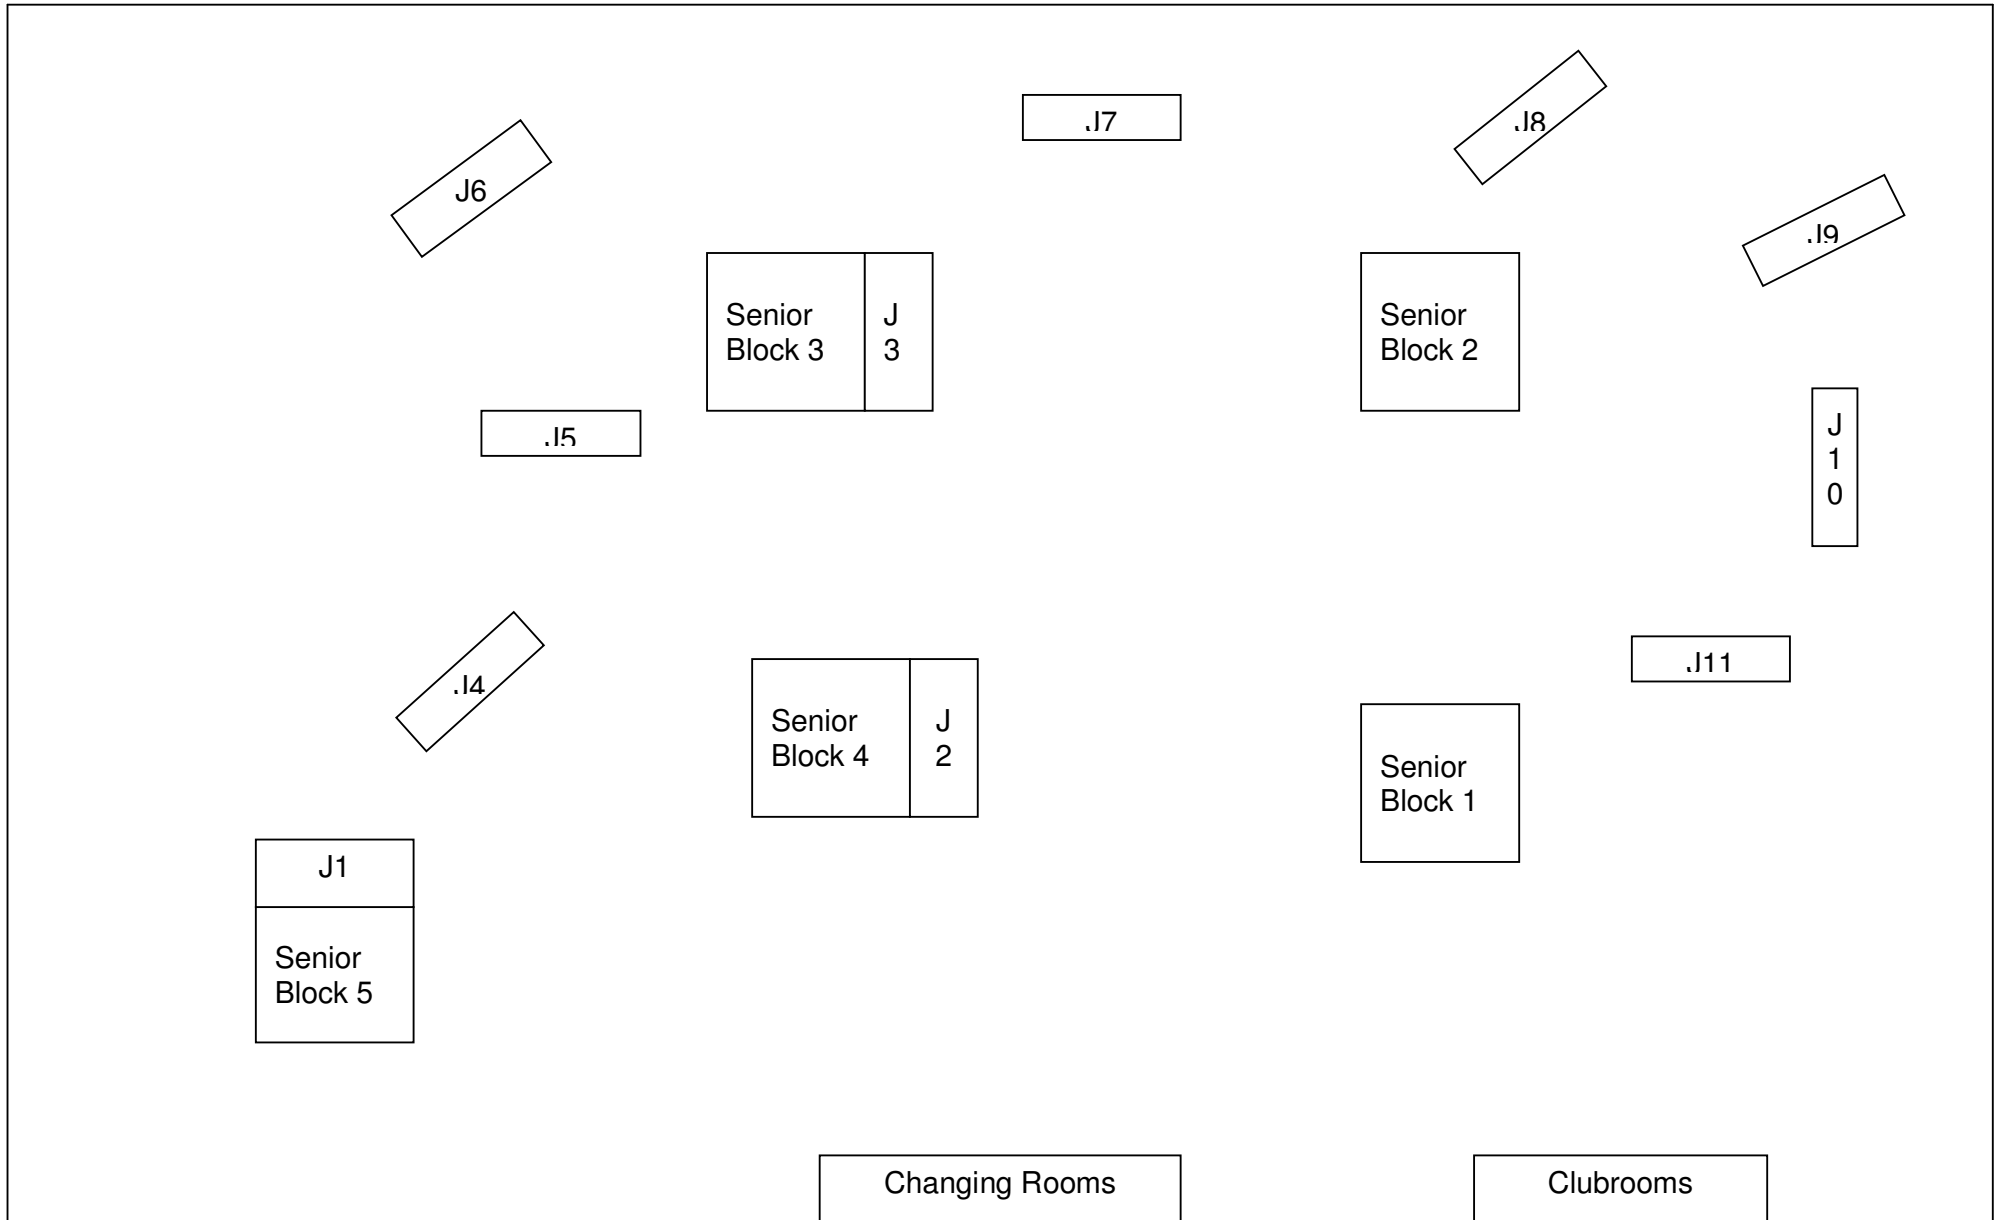 J7
J8
J6
J9
Senior
Block 3
J
3
Senior
Block 2
J5
J
1
0
J4
J11
Senior
Block 4
J
2
Senior
Block 1
J1
Senior
Block 5
Changing Rooms
Clubrooms